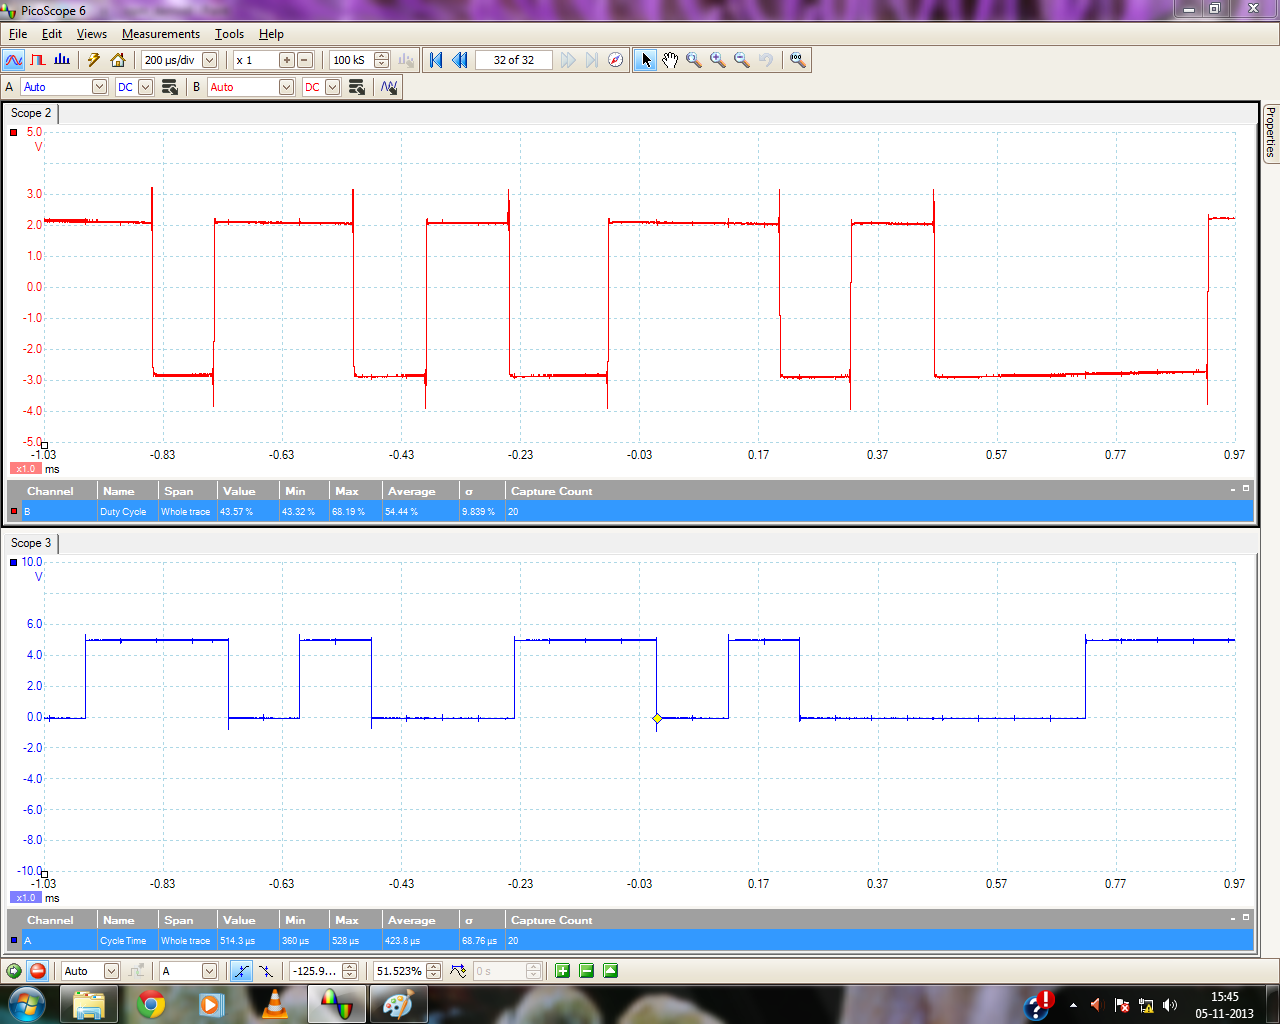 PicoScope 6
File Edit Views Measurements Tools Help
200 µs/div x 1 100 kS 32 of 32
A Auto DC B Auto DC
Scope 2
Properties
5.0
V
3.0
2.0
1.0
0.0
-1.0
-2.0
-3.0
-4.0
-5.0
-1.03 -0.83 -0.63 -0.43 -0.23 -0.03 0.17 0.37 0.57 0.77 0.97
x1.0 ms
Channel Name Span Value Min Max Average σ Capture Count
B Duty Cycle Whole trace 43.57 % 43.32 % 68.19 % 54.44 % 9.839 % 20
Scope 3
10.0
V
6.0
4.0
2.0
0.0
-2.0
-4.0
-6.0
-8.0
-10.0
-1.03 -0.83 -0.63 -0.43 -0.23 -0.03 0.17 0.37 0.57 0.77 0.97
x1.0 ms
Channel Name Span Value Min Max Average σ Capture Count
A Cycle Time Whole trace 514.3 µs 360 µs 528 µs 423.8 µs 68.76 µs 20
Auto A -125.9... 51.523% 0 s
15:45
05-11-2013